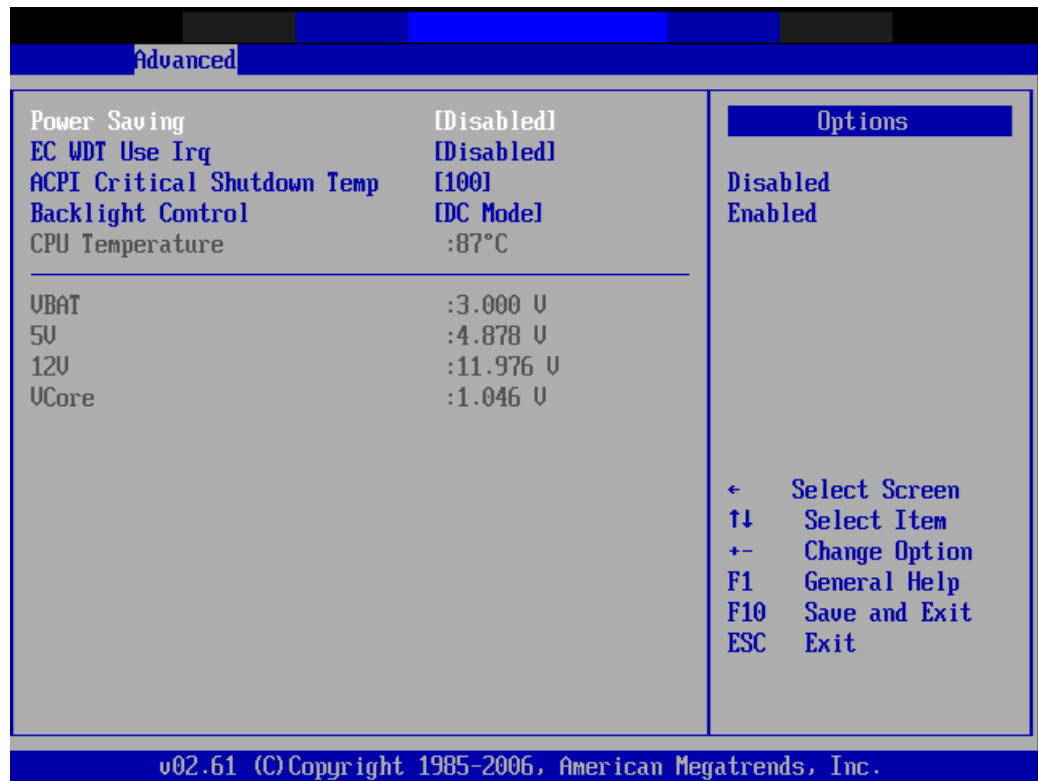 Advanced
Power Saving [Disabled]
EC WDT Use Irq [Disabled]
ACPI Critical Shutdown Temp [100]
Backlight Control [DC Mode]
CPU Temperature :87°C
VBAT :3.000 V
5V :4.878 V
12V :11.976 V
VCore :1.046 V
Options
Disabled
Enabled
← Select Screen
↑↓ Select Item
+- Change Option
F1 General Help
F10 Save and Exit
ESC Exit
v02.61 (C)Copyright 1985-2006, American Megatrends, Inc.